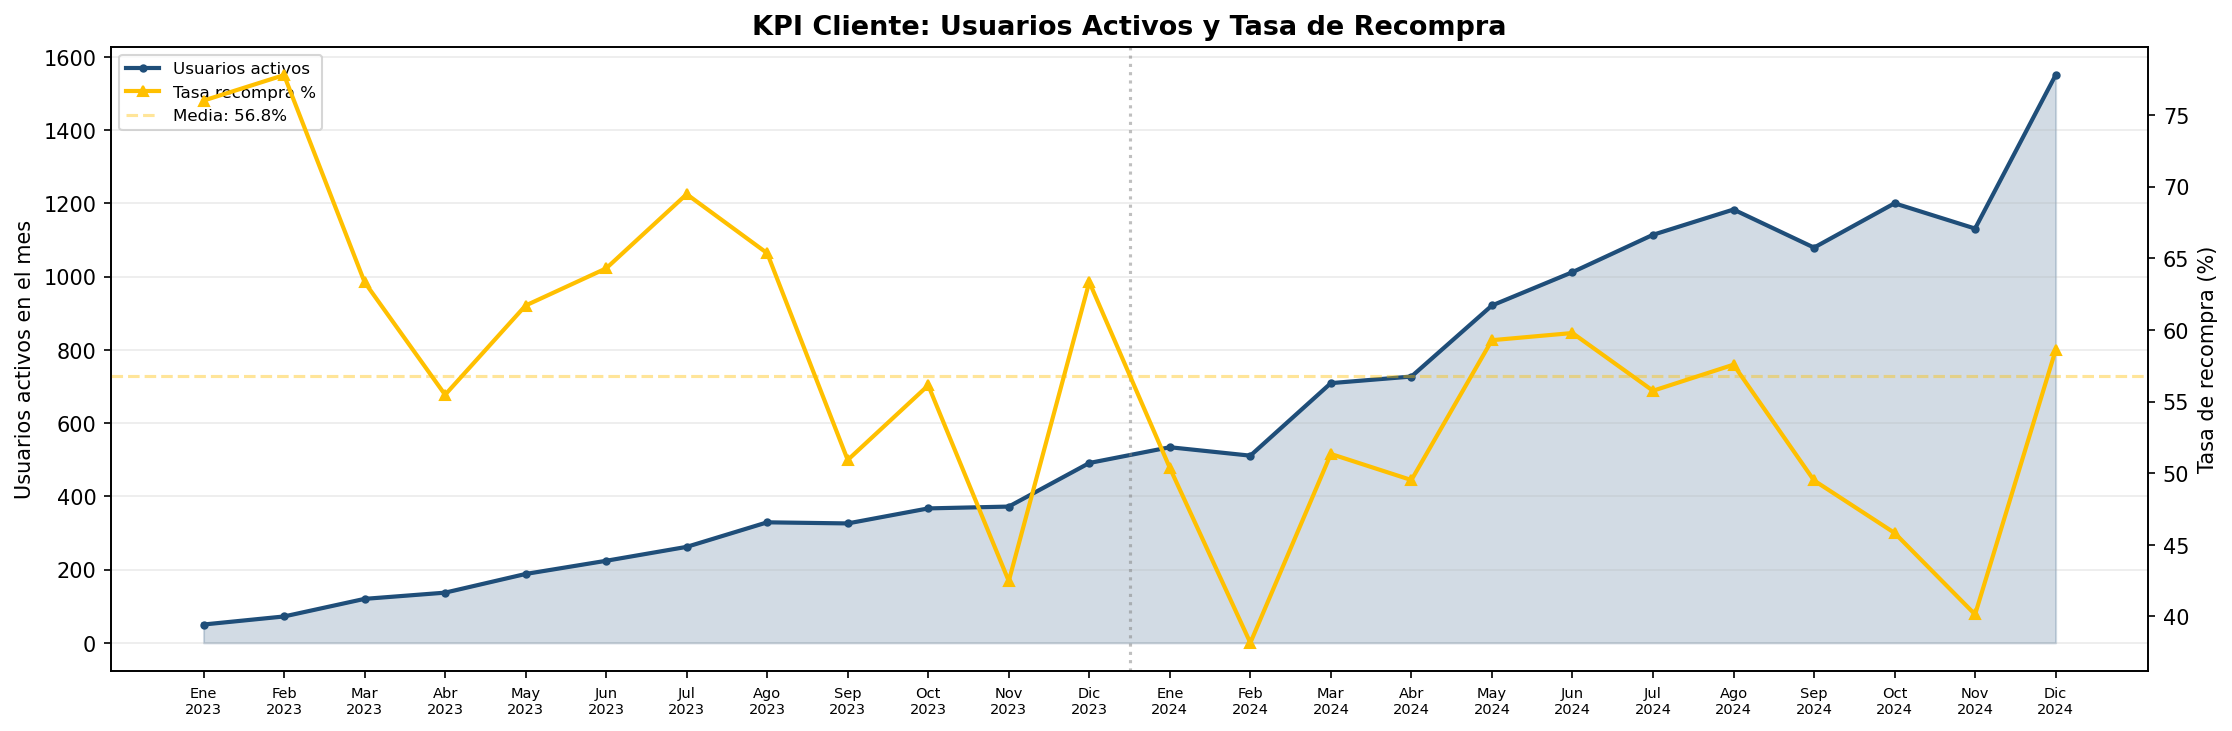 KPI Cliente: Usuarios Activos y Tasa de Recompra
Usuarios activos
Tasa recompra %
Media: 56.8%
Usuarios activos en el mes
1600
1400
1200
1000
800
600
400
200
0
Tasa de recompra (%)
75
70
65
60
55
50
45
40
Ene Feb Mar Abr May Jun Jul Ago Sep Oct Nov Dic Ene Feb Mar Abr May Jun Jul Ago Sep Oct Nov Dic
2023 2023 2023 2023 2023 2023 2023 2023 2023 2023 2023 2023 2024 2024 2024 2024 2024 2024 2024 2024 2024 2024 2024 2024